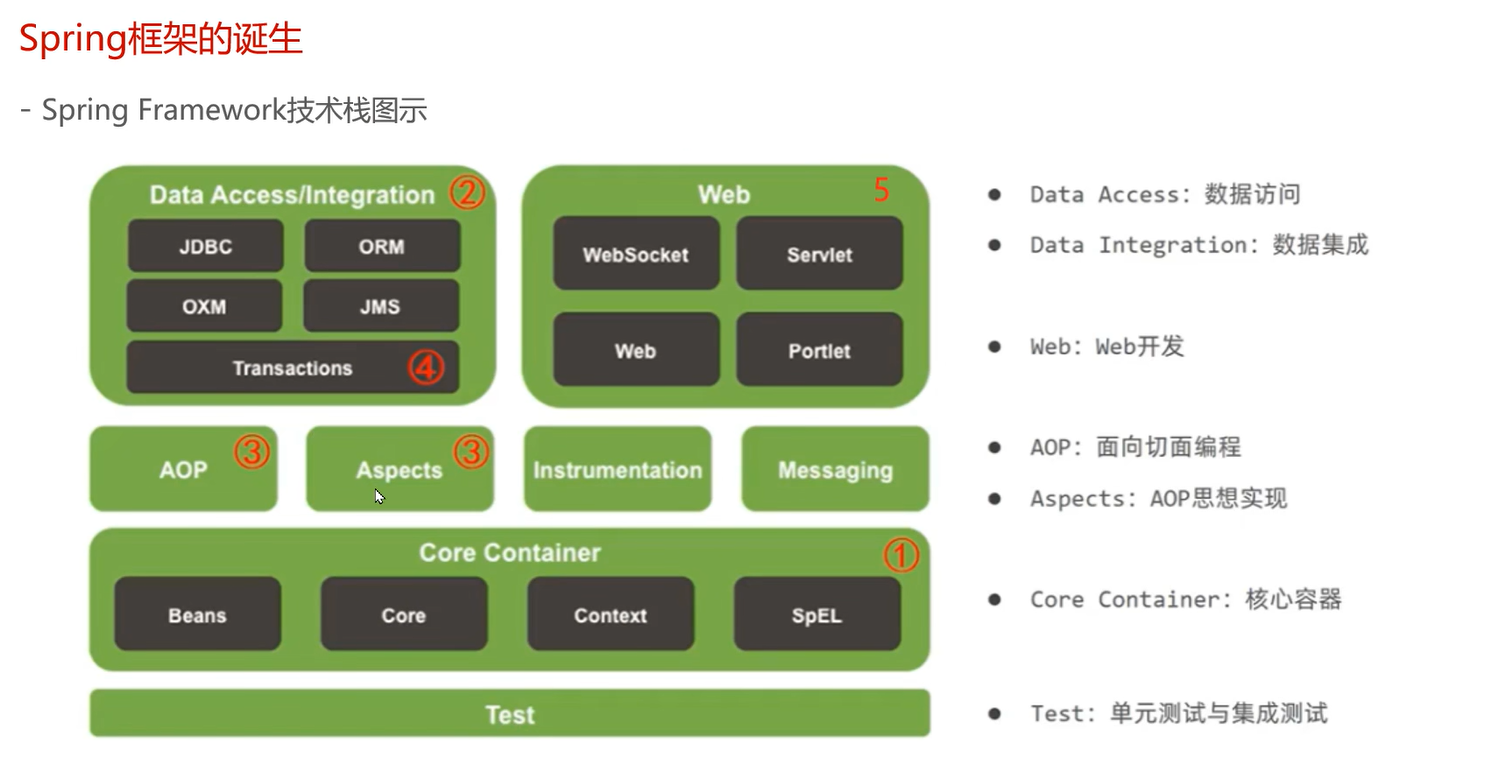 Spring框架的诞生
- Spring Framework技术栈图示
Data Access/Integration ②
JDBC ORM
OXM JMS
Transactions ④
Web 5
WebSocket Servlet
Web Portlet
AOP ③
Aspects ③
Instrumentation
Messaging
Core Container ①
Beans Core Context SpEL
Test
● Data Access: 数据访问
● Data Integration: 数据集成
● Web: Web开发
● AOP: 面向切面编程
● Aspects: AOP思想实现
● Core Container: 核心容器
● Test: 单元测试与集成测试